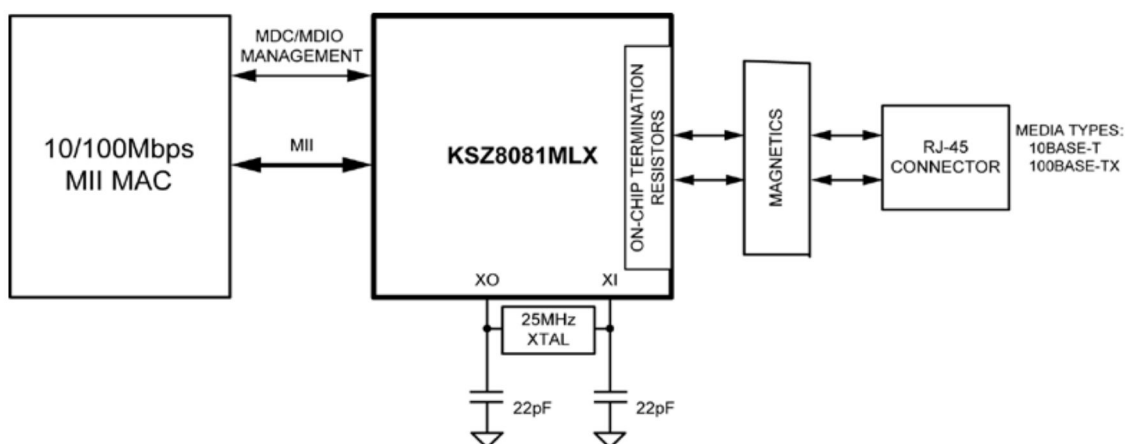 MDC/MDIO
MANAGEMENT
10/100Mbps
MII MAC
MII
KSZ8081MLX
ON-CHIP TERMINATION
RESISTORS
MAGNETICS
RJ-45
CONNECTOR
MEDIA TYPES:
10BASE-T
100BASE-TX
XO
XI
25MHz
XTAL
22pF
22pF